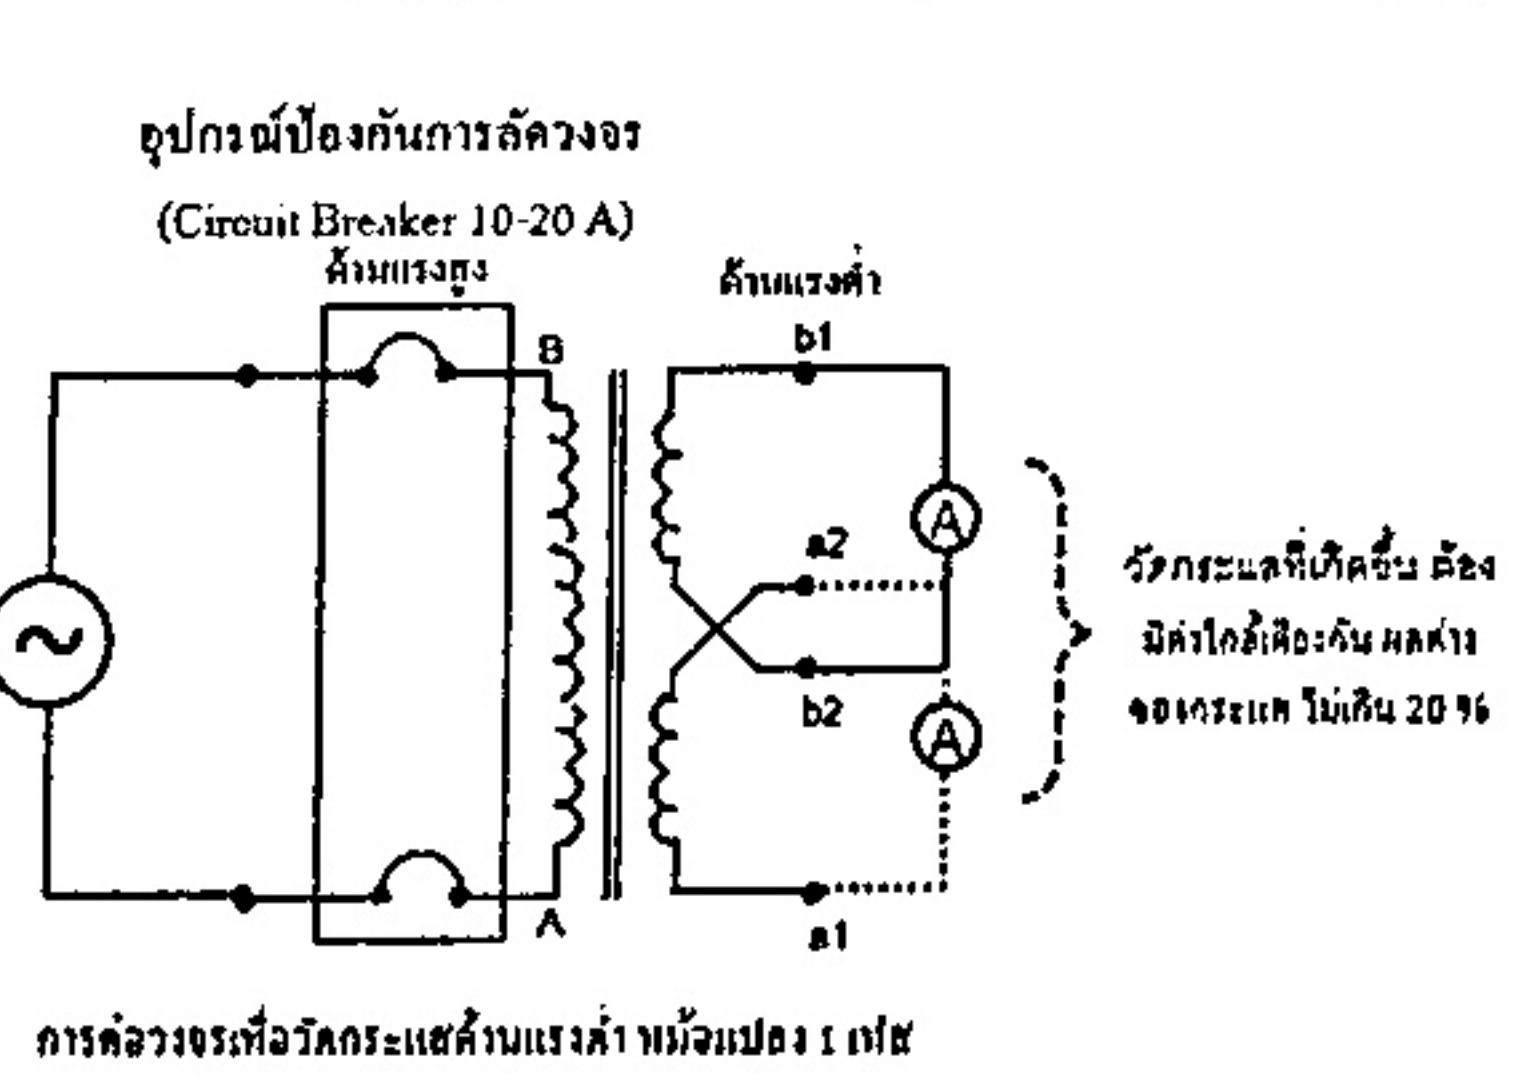 อุปกรณ์ป้องกันการลัดวงจร
(Circuit Breaker 10-20 A)
ด้านแรงสูง
ด้านแรงต่ำ
b1
B
A
a2
วัดกระแสที่เกิดขึ้น ต้อง
มีค่าใกล้เคียงกัน ผลต่าง
ของกระแส ไม่เกิน 20 %
b2
A
A
a1
การต่อวงจรเพื่อวัดกระแสด้านแรงต่ำ หม้อแปลง 1 เฟส